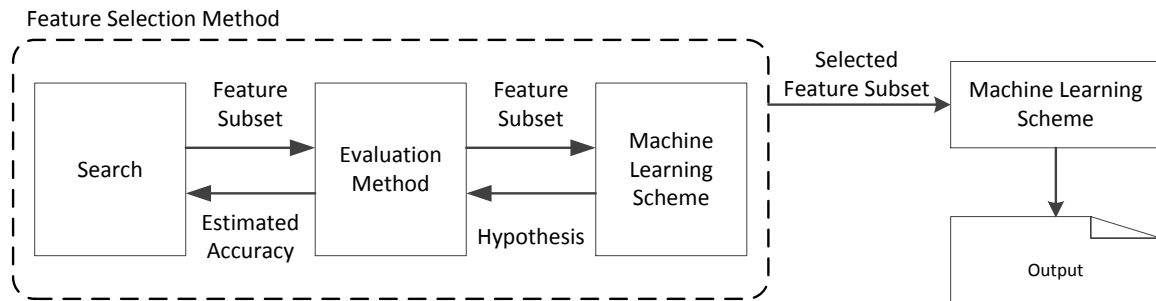 Feature Selection Method
Search
Feature
Subset
Estimated
Accuracy
Evaluation
Method
Feature
Subset
Hypothesis
Machine
Learning
Scheme
Selected
Feature Subset
Machine Learning
Scheme
Output